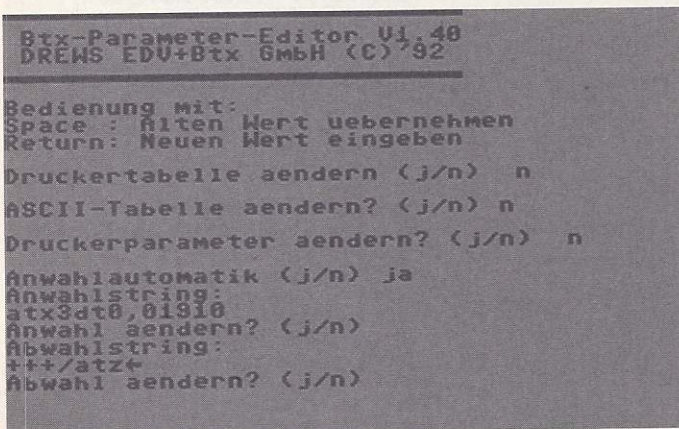 Btx-Parameter-Editor V1.40
DREWS EDV+Btx GmbH (C)'92
Bedienung mit:
Space : Alten Wert uebernehmen
Return: Neuen Wert eingeben
Druckertabelle aendern (j/n) n
ASCII-Tabelle aendern? (j/n) n
Druckerparameter aendern? (j/n) n
Anwahlautomatik (j/n) ja
Anwahlstring:
atx3dt0,01910
Anwahl aendern? (j/n)
Abwahlstring:
+++/atz←
Abwahl aendern? (j/n)